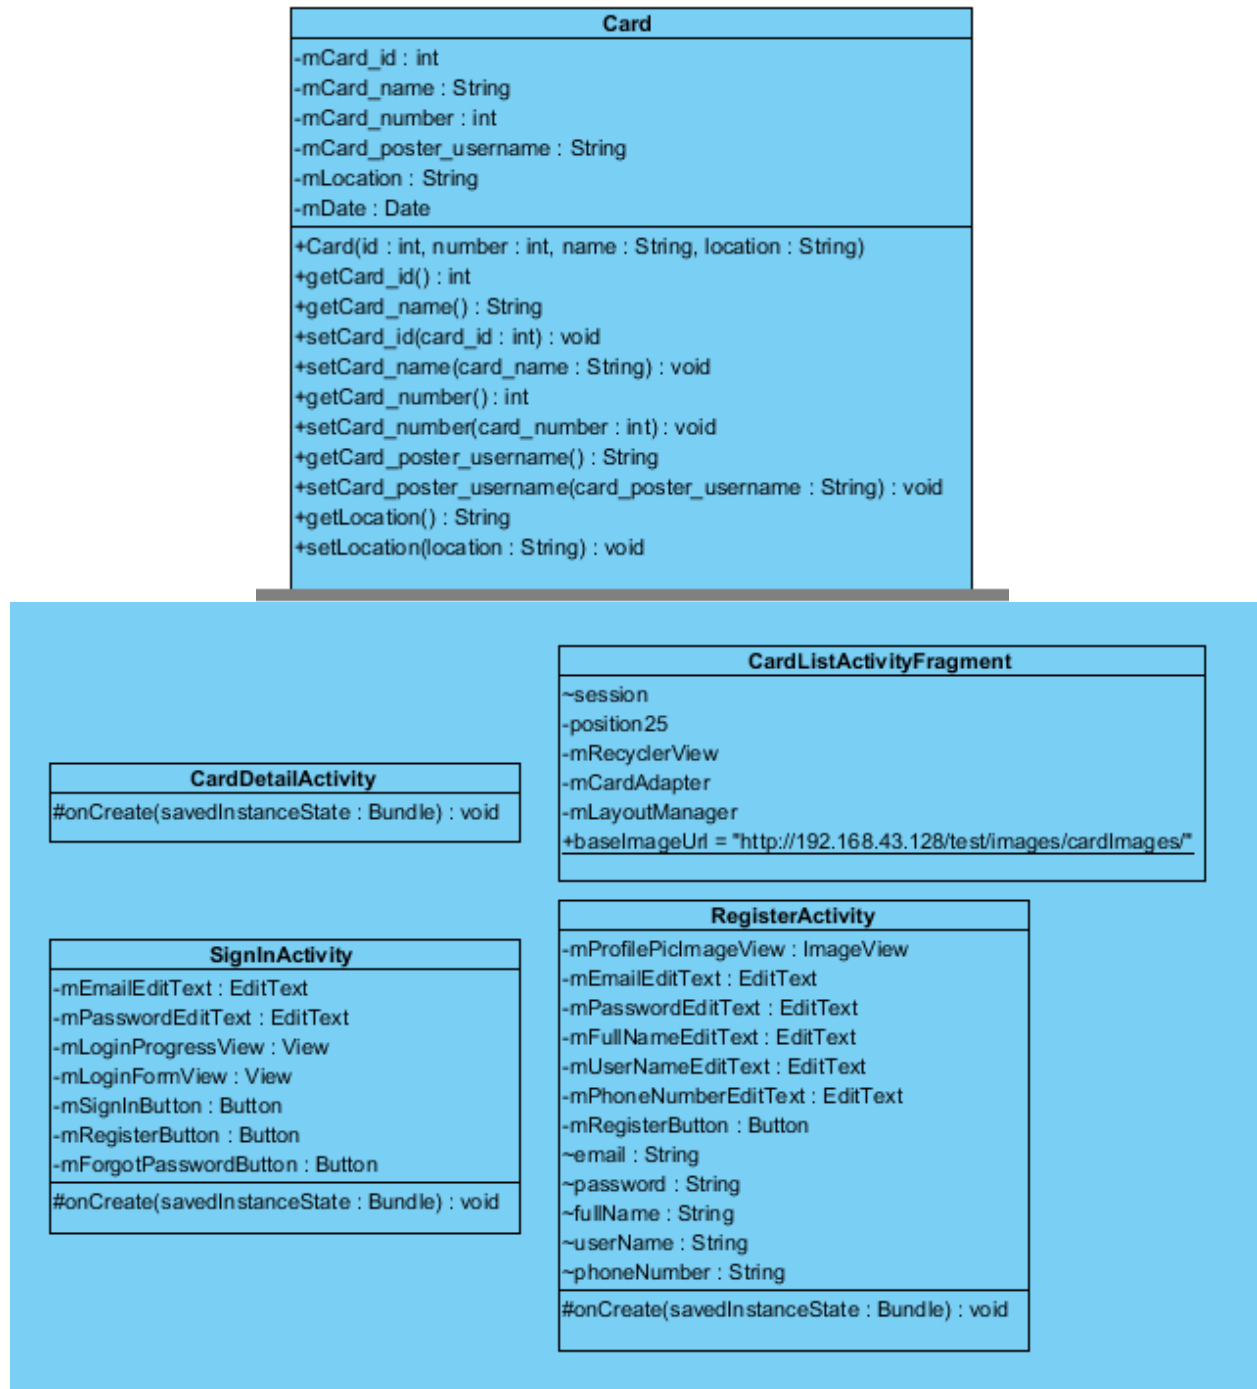 Card
-mCard_id : int
-mCard_name : String
-mCard_number : int
-mCard_poster_username : String
-mLocation : String
-mDate : Date
+Card(id : int, number : int, name : String, location : String)
+getCard_id() : int
+getCard_name() : String
+setCard_id(card_id : int) : void
+setCard_name(card_name : String) : void
+getCard_number() : int
+setCard_number(card_number : int) : void
+getCard_poster_username() : String
+setCard_poster_username(card_poster_username : String) : void
+getLocation() : String
+setLocation(location : String) : void
CardDetailActivity
#onCreate(savedInstanceState : Bundle) : void
CardListActivityFragment
~session
-position25
-mRecyclerView
-mCardAdapter
-mLayoutManager
+baseImageUrl = "http://192.168.43.128/test/images/cardImages/"
SignInActivity
-mEmailEditText : EditText
-mPasswordEditText : EditText
-mLoginProgressView : View
-mLoginFormView : View
-mSignInButton : Button
-mRegisterButton : Button
-mForgotPasswordButton : Button
#onCreate(savedInstanceState : Bundle) : void
RegisterActivity
-mProfilePicImageView : ImageView
-mEmailEditText : EditText
-mPasswordEditText : EditText
-mFullNameEditText : EditText
-mUserNameEditText : EditText
-mPhoneNumberEditText : EditText
-mRegisterButton : Button
~email : String
~password : String
~fullName : String
~userName : String
~phoneNumber : String
#onCreate(savedInstanceState : Bundle) : void